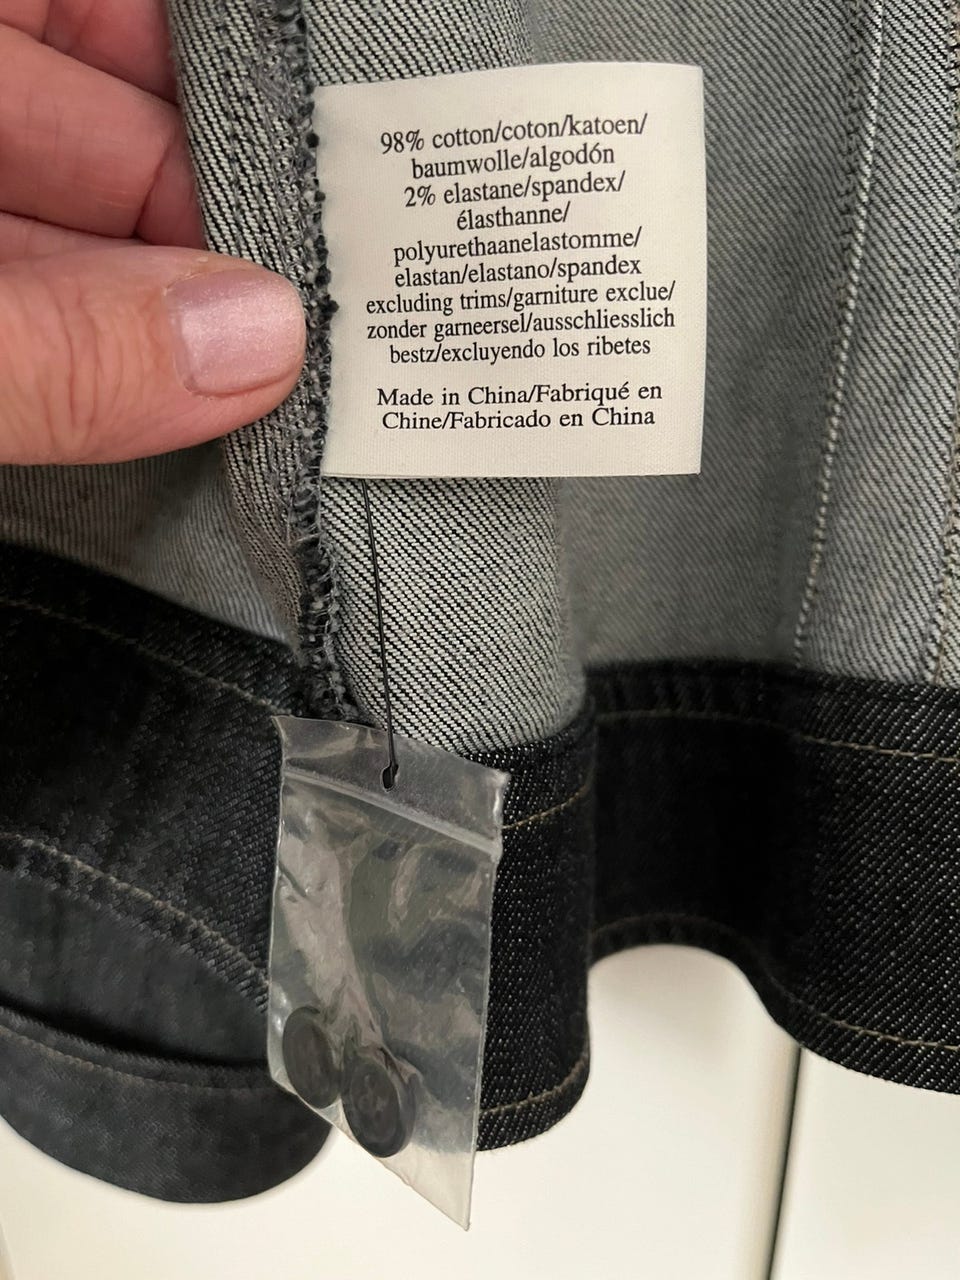 98% cotton/coton/katoen/
baumwolle/algodón
2% elastane/spandex/
élasthanne/
polyurethaanelastomme/
elastan/elastano/spandex
excluding trims/garniture exclue/
zonder garneersel/ausschliesslich
bestz/excluyendo los ribetes
Made in China/Fabriqué en
Chine/Fabricado en China